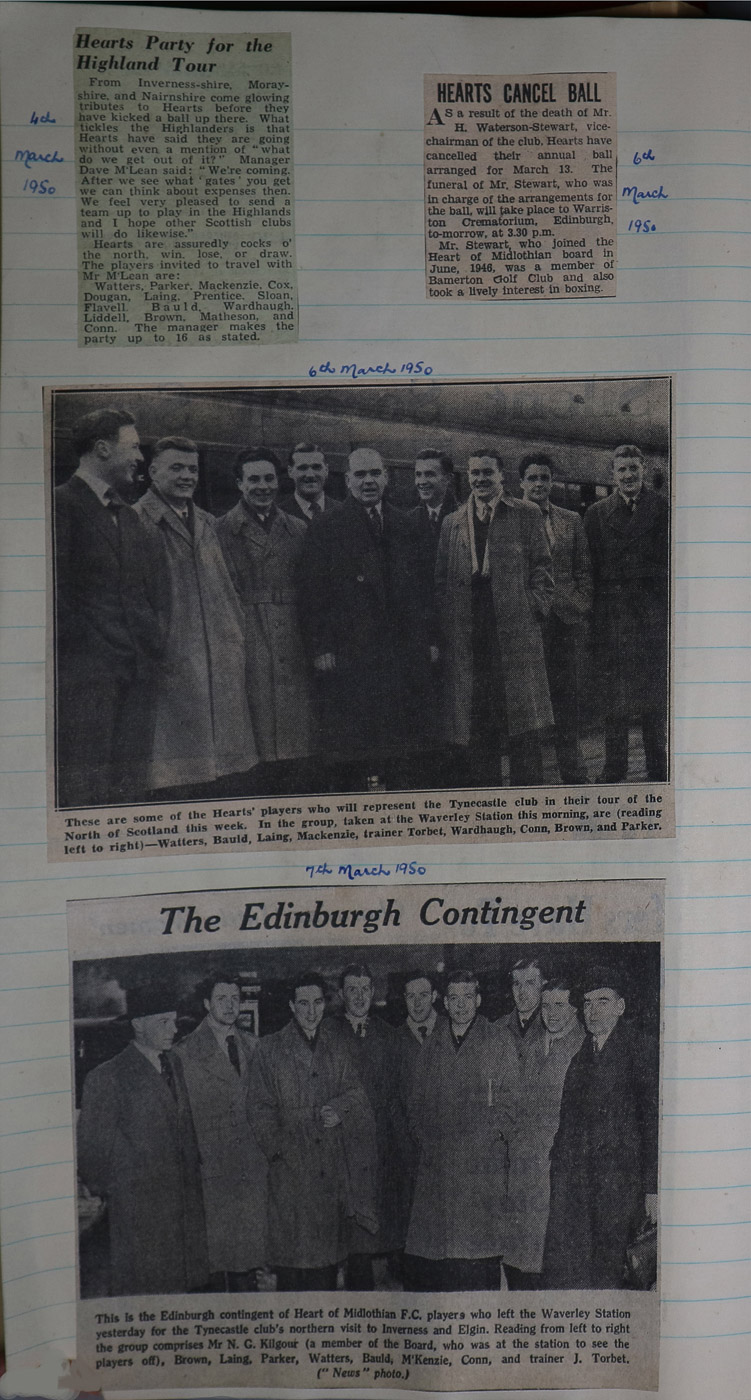 Hearts Party for the
Highland Tour
From Inverness-shire, Moray-
shire, and Nairnshire come glowing
tributes to Hearts before they
have kicked a ball up there. What
tickles the Highlanders is that
Hearts have said they are going
without even a mention of "what
do we get out of it?" Manager
Dave M'Lean said: "We're coming.
After we see what 'gates' you get
we can think about expenses then.
We feel very pleased to send a
team up to play in the Highlands
and I hope other Scottish clubs
will do likewise."
Hearts are assuredly cocks o'
the north, win, lose, or draw.
The players invited to travel with
Mr M'Lean are:
Watters, Parker, Mackenzie, Cox,
Dougan, Laing, Prentice, Sloan,
Flavell, Bauld, Wardhaugh,
Liddell, Brown, Matheson, and
Conn. The manager makes the
party up to 16 as stated.
4th
March
1950
HEARTS CANCEL BALL
AS a result of the death of Mr.
H. Waterson-Stewart, vice-
chairman of the club, Hearts have
cancelled their annual ball
arranged for March 13. The
funeral of Mr. Stewart, who was
in charge of the arrangements for
the ball, will take place to Warris-
ton Crematorium, Edinburgh,
to-morrow, at 3.30 p.m.
Mr. Stewart, who joined the
Heart of Midlothian board in
June, 1946, was a member of
Bamerton Golf Club and also
took a lively interest in boxing.
6th
March
1950
6th March 1950
These are some of the Hearts' players who will represent the Tynecastle club in their tour of the
North of Scotland this week. In the group, taken at the Waverley Station this morning, are (reading
left to right)—Watters, Bauld, Laing, Mackenzie, trainer Torbet, Wardhaugh, Conn, Brown, and Parker.
7th March 1950
The Edinburgh Contingent
This is the Edinburgh contingent of Heart of Midlothian F.C. players who left the Waverley Station
yesterday for the Tynecastle club's northern visit to Inverness and Elgin. Reading from left to right
the group comprises Mr N. G. Kilgour (a member of the Board, who was at the station to see the
players off), Brown, Laing, Parker, Watters, Bauld, M'Kenzie, Conn, and trainer J. Torbet.
("News" photo.)